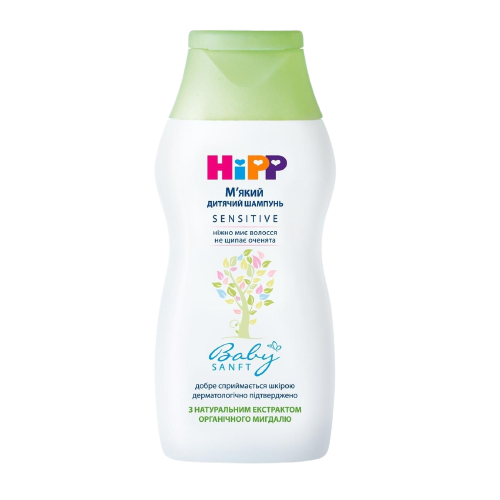 HiPP
М'який
дитячий шампунь
SENSITIVE
ніжно миє волосся
не щипає оченята
Baby
SANFT
добре сприймається шкірою
дерматологічно підтверджено
З НАТУРАЛЬНИМ ЕКСТРАКТОМ
ОРГАНІЧНОГО МИГДАЛЮ